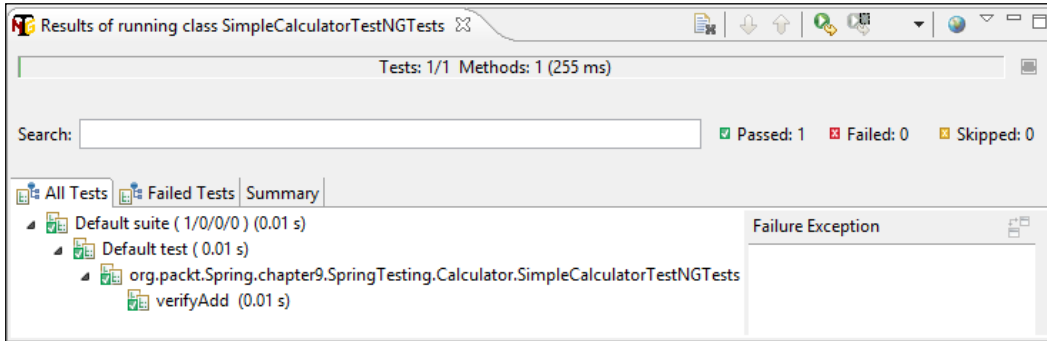 Results of running class SimpleCalculatorTestNGTests
Tests: 1/1 Methods: 1 (255 ms)
Search: Passed: 1 Failed: 0 Skipped: 0
All Tests Failed Tests Summary
Default suite ( 1/0/0/0 ) (0.01 s)
Failure Exception
Default test ( 0.01 s)
org.packt.Spring.chapter9.SpringTesting.Calculator.SimpleCalculatorTestNGTests
verifyAdd (0.01 s)